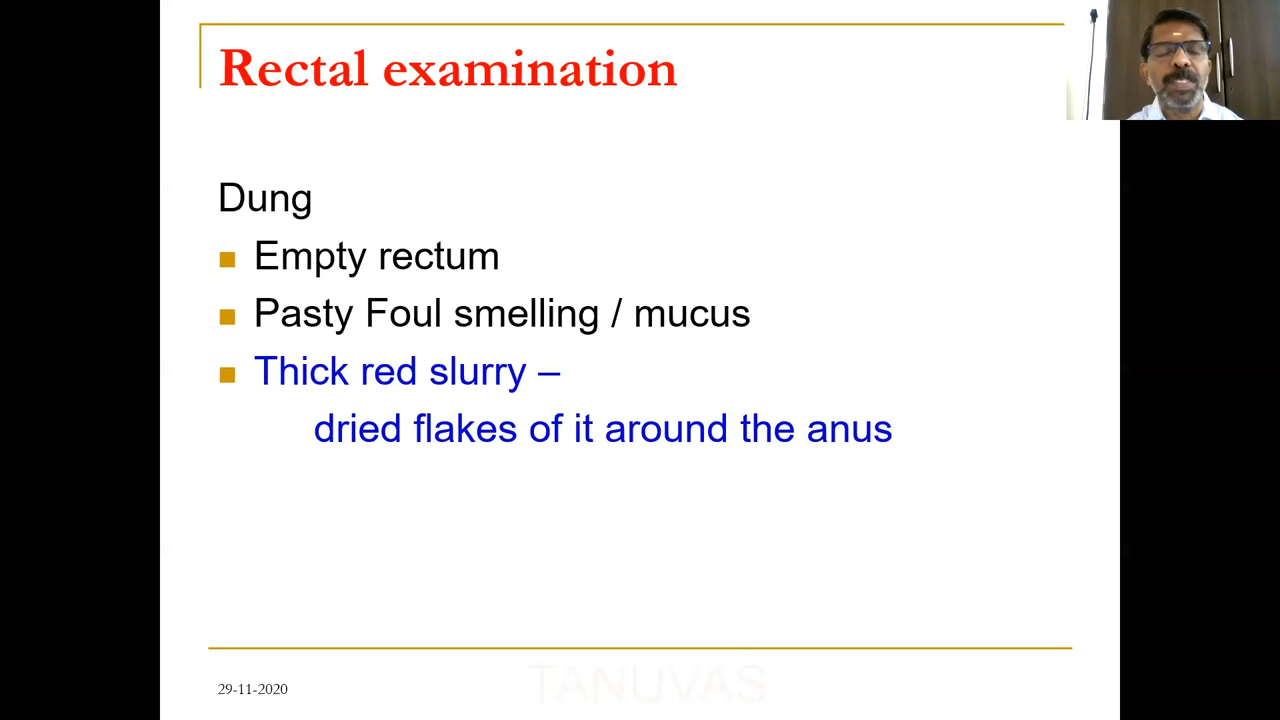 Rectal examination
Dung
Empty rectum
Pasty Foul smelling / mucus
Thick red slurry –
dried flakes of it around the anus
29-11-2020
TANUVAS